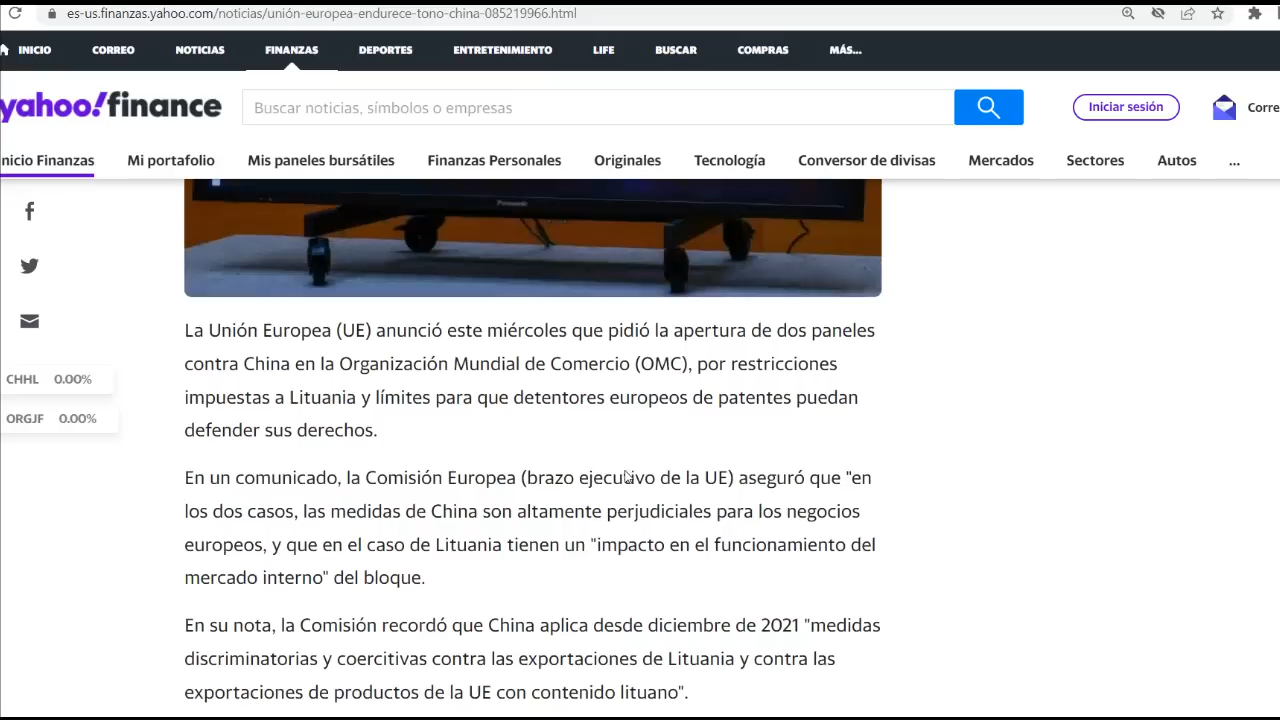 es-us.finanzas.yahoo.com/noticias/unión-europea-endurece-tono-china-085219966.html
INICIO CORREO NOTICIAS FINANZAS DEPORTES ENTRETENIMIENTO LIFE BUSCAR COMPRAS MÁS...
yahoo!finance Buscar noticias, símbolos o empresas Iniciar sesión Corre
nicio Finanzas Mi portafolio Mis paneles bursátiles Finanzas Personales Originales Tecnología Conversor de divisas Mercados Sectores Autos ...
Panasonic
La Unión Europea (UE) anunció este miércoles que pidió la apertura de dos paneles
contra China en la Organización Mundial de Comercio (OMC), por restricciones
CHHL 0.00%
impuestas a Lituania y límites para que detentores europeos de patentes puedan
ORGJF 0.00%
defender sus derechos.
En un comunicado, la Comisión Europea (brazo ejecutivo de la UE) aseguró que "en
los dos casos, las medidas de China son altamente perjudiciales para los negocios
europeos, y que en el caso de Lituania tienen un "impacto en el funcionamiento del
mercado interno" del bloque.
En su nota, la Comisión recordó que China aplica desde diciembre de 2021 "medidas
discriminatorias y coercitivas contra las exportaciones de Lituania y contra las
exportaciones de productos de la UE con contenido lituano".